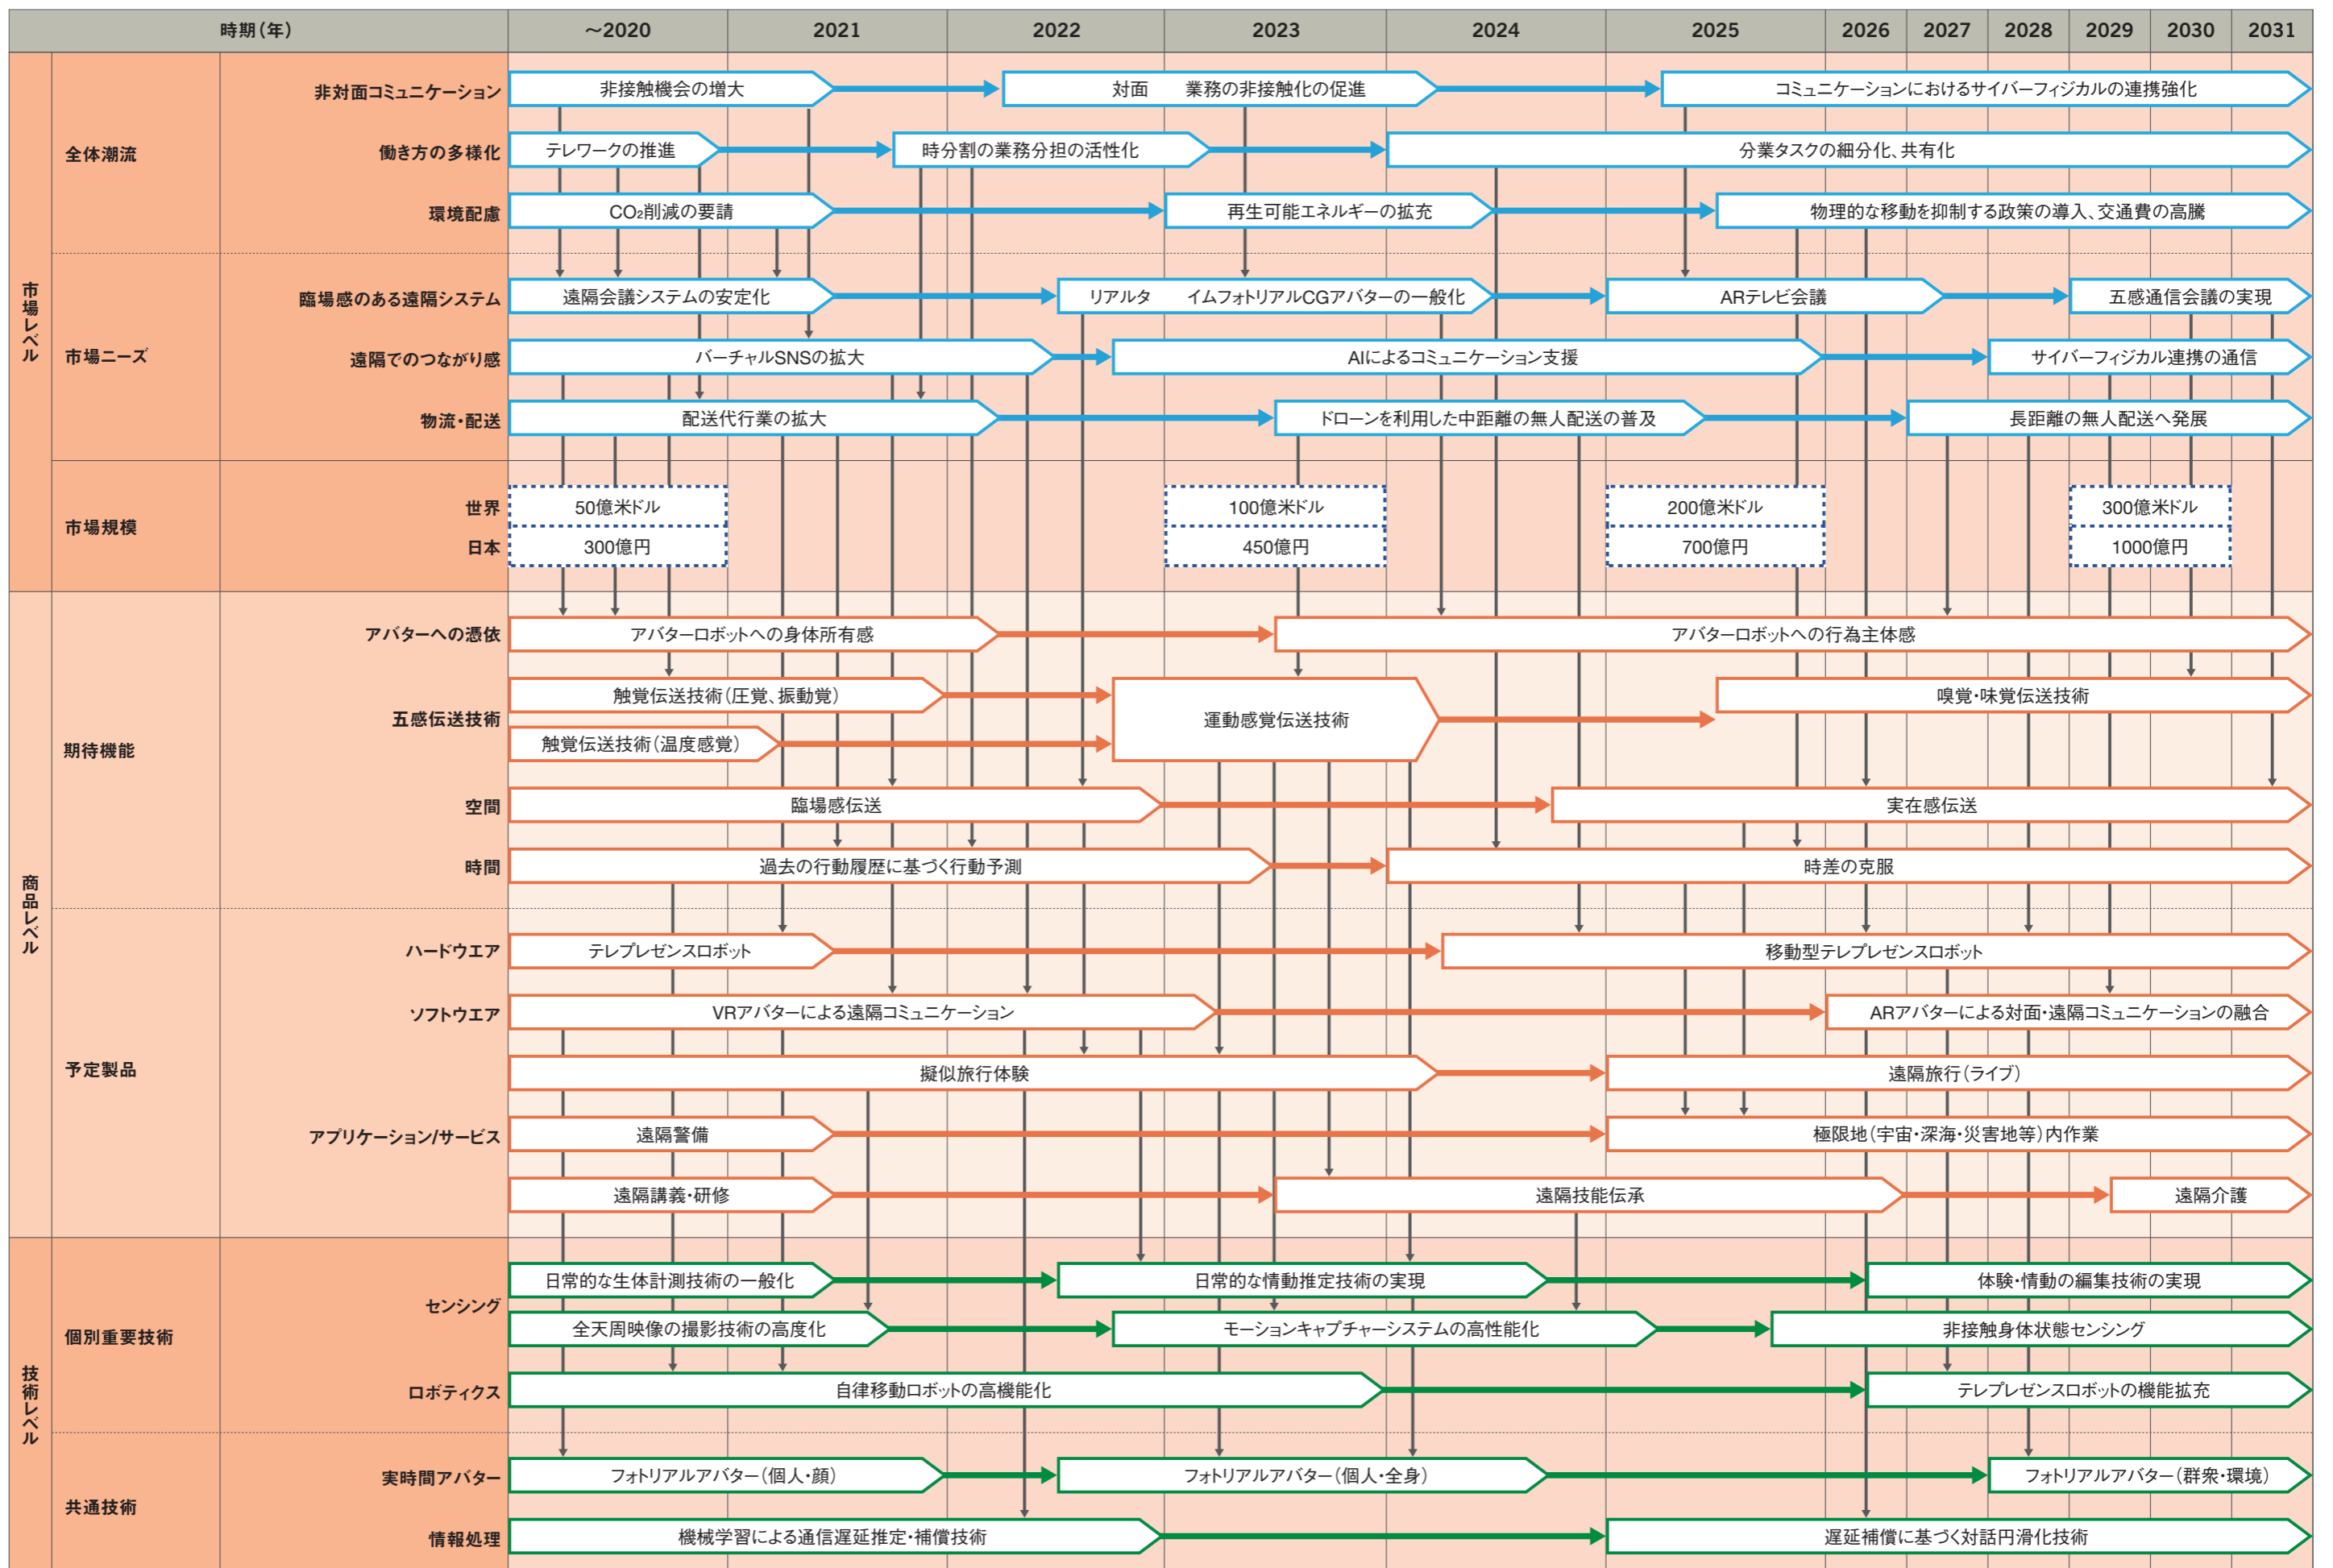 時期（年） ～2020 2021 2022 2023 2024 2025 2026 2027 2028 2029 2030 2031
市場レベル
全体潮流
非対面コミュニケーション 非接触機会の増大 対面 業務の非接触化の促進 コミュニケーションにおけるサイバーフィジカルの連携強化
働き方の多様化 テレワークの推進 時分割の業務分担の活性化 分業タスクの細分化、共有化
環境配慮 CO₂削減の要請 再生可能エネルギーの拡充 物理的な移動を抑制する政策の導入、交通費の高騰
市場ニーズ
臨場感のある遠隔システム 遠隔会議システムの安定化 リアルタ イムフォトリアルCGアバターの一般化 ARテレビ会議 五感通信会議の実現
遠隔でのつながり感 バーチャルSNSの拡大 AIによるコミュニケーション支援 サイバーフィジカル連携の通信
物流・配送 配送代行業の拡大 ドローンを利用した中距離の無人配送の普及 長距離の無人配送へ発展
市場規模
世界 50億米ドル 100億米ドル 200億米ドル 300億米ドル
日本 300億円 450億円 700億円 1000億円
商品レベル
期待機能
アバターへの憑依 アバターロボットへの身体所有感 アバターロボットへの行為主体感
五感伝送技術 触覚伝送技術（圧覚、振動覚） 運動感覚伝送技術 嗅覚・味覚伝送技術
触覚伝送技術（温度感覚）
空間 臨場感伝送 実在感伝送
時間 過去の行動履歴に基づく行動予測 時差の克服
予定製品
ハードウエア テレプレゼンスロボット 移動型テレプレゼンスロボット
ソフトウエア VRアバターによる遠隔コミュニケーション ARアバターによる対面・遠隔コミュニケーションの融合
アプリケーション/サービス 擬似旅行体験 遠隔旅行（ライブ）
遠隔警備 極限地（宇宙・深海・災害地等）内作業
遠隔講義・研修 遠隔技能伝承 遠隔介護
技術レベル
個別重要技術
センシング 日常的な生体計測技術の一般化 日常的な情動推定技術の実現 体験・情動の編集技術の実現
全天周映像の撮影技術の高度化 モーションキャプチャーシステムの高性能化 非接触身体状態センシング
ロボティクス 自律移動ロボットの高機能化 テレプレゼンスロボットの機能拡充
共通技術
実時間アバター フォトリアルアバター（個人・顔） フォトリアルアバター（個人・全身） フォトリアルアバター（群衆・環境）
情報処理 機械学習による通信遅延推定・補償技術 遅延補償に基づく対話円滑化技術